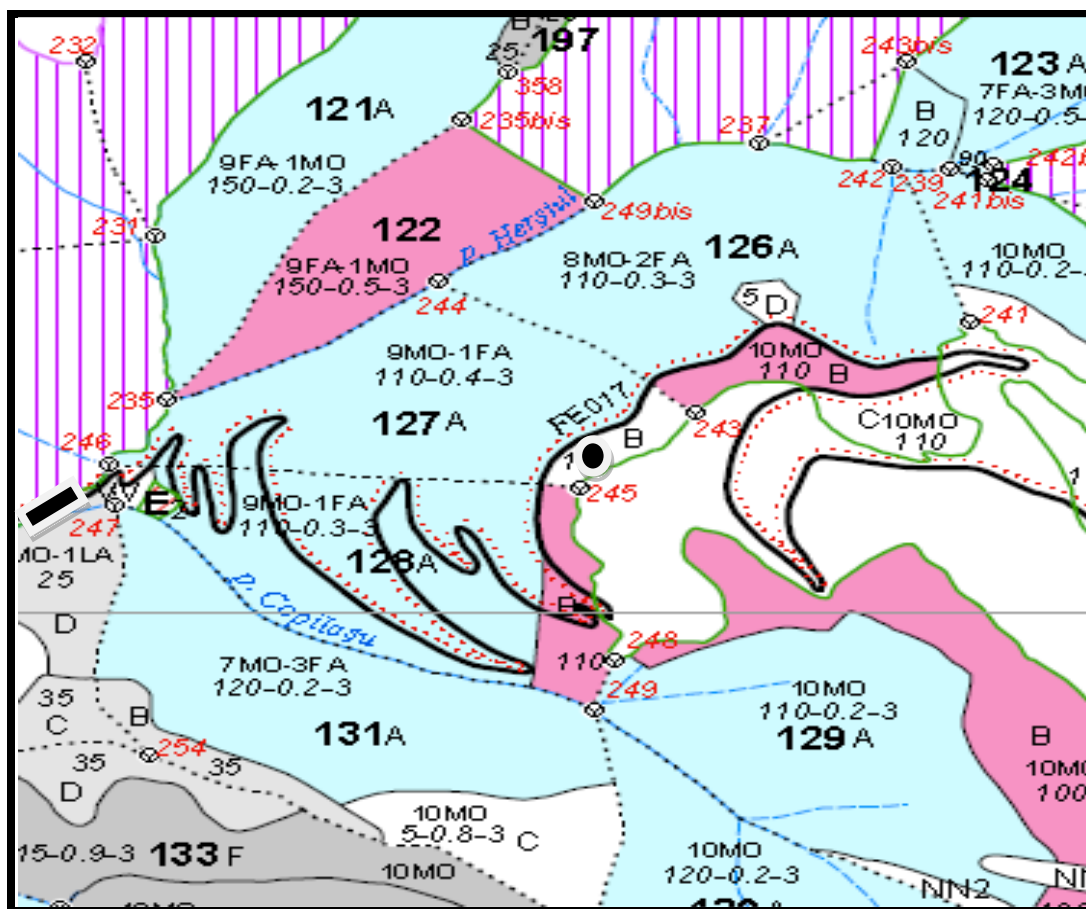 232
B
25
197
358
243bis
123 A
7FA-3MO
120-0.5-
121A
235bis
237
B
120
90
242
239
124
241bis
9FA-1MO
150-0.2-3
231
122
249bis
p. Herșiul
126A
8MO-2FA
110-0.3-3
10MO
110-0.2-
9FA-1MO
150-0.5-3
244
5 D
241
9MO-1FA
110-0.4-3
10MO
110
B
235
127A
FE017
B
243
C10MO
110
246
245
247
E
9MO-1FA
110-0.3-3
MO-1LA
25
128A
D
p. Copilașu
B
248
110
7MO-3FA
120-0.2-3
249
10MO
110-0.2-3
35
C
B
131A
129 A
254
35
35
D
B
10MO
100
10MO
5-0.8-3 C
15-0.9-3 133 F
10MO
10MO
120-0.2-3
NN2